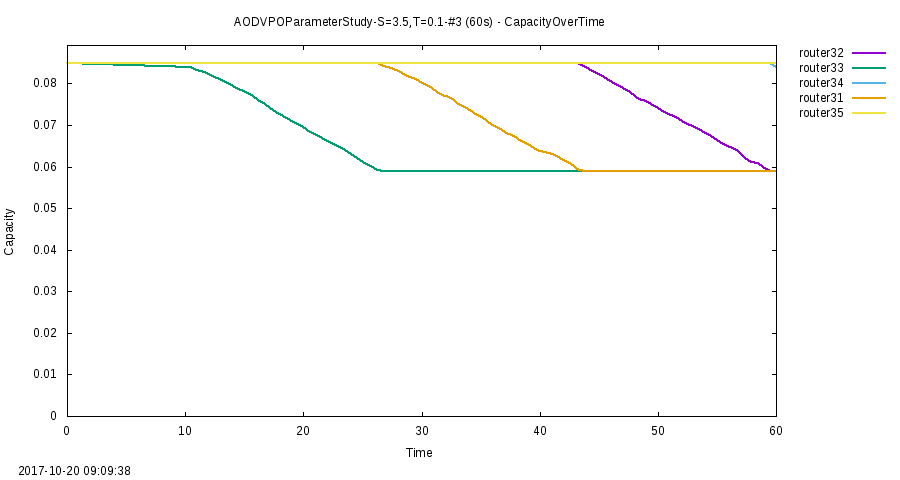 AODVPOParameterStudy-S=3.5,T=0.1-#3 (60s) - CapacityOverTime
router32
router33
router34
router31
router35
0.08
0.07
0.06
0.05
0.04
0.03
0.02
0.01
0
Capacity
0 10 20 30 40 50 60
Time
2017-10-20 09:09:38